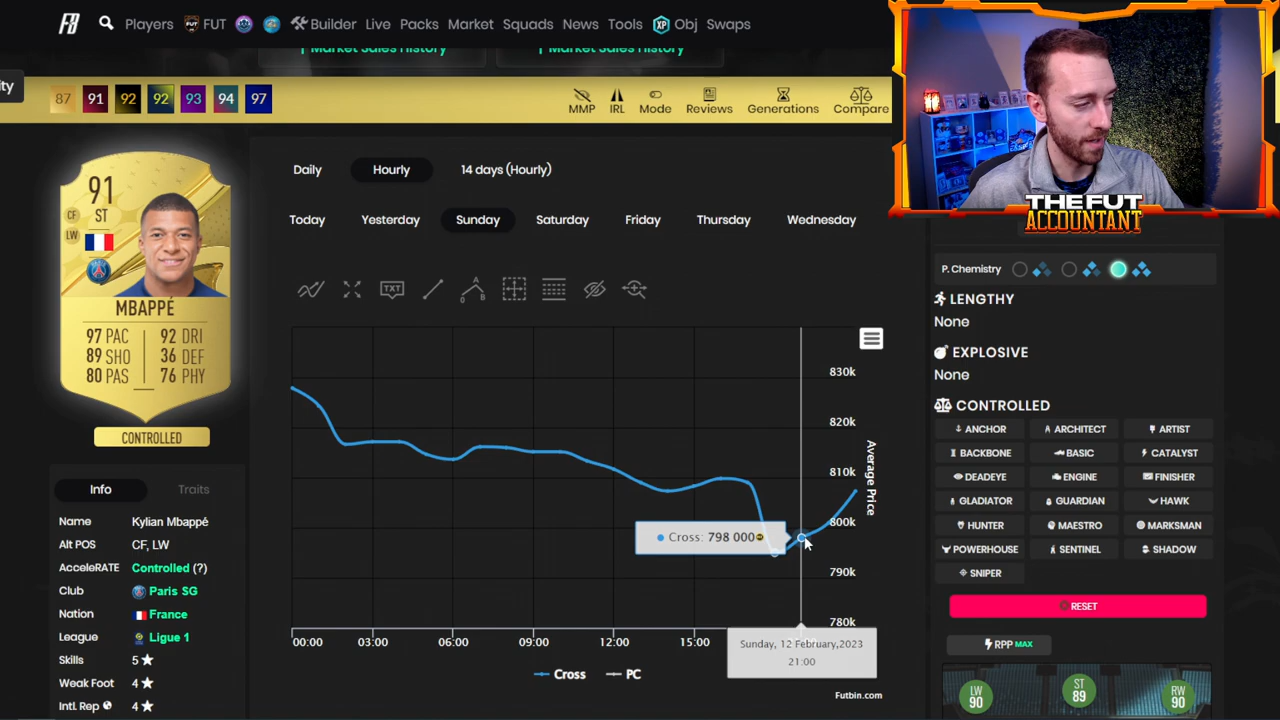 FB
Players
FUT
Builder
Live
Packs
Market
Squads
News
Tools
XP
Obj
Swaps
Market Sales History
Market Sales History
ity
87
91
92
92
93
94
97
MMP
IRL
Mode
Reviews
Generations
Compare
THE FUT
ACCOUNTANT
91
ST
CF
LW
MBAPPÉ
97 PAC
92 DRI
89 SHO
36 DEF
80 PAS
76 PHY
CONTROLLED
Info
Traits
Name
Kylian Mbappé
Alt POS
CF, LW
AcceleRATE
Controlled (?)
Club
Paris SG
Nation
France
League
Ligue 1
Skills
5 ★
Weak Foot
4 ★
Intl. Rep
4 ★
Daily
Hourly
14 days (Hourly)
Today
Yesterday
Sunday
Saturday
Friday
Thursday
Wednesday
TXT
A
B
830k
820k
810k
800k
790k
780k
Average Price
Cross: 798 000
00:00
03:00
06:00
09:00
12:00
15:00
Sunday, 12 February,2023
21:00
Cross
PC
Futbin.com
P. Chemistry
LENGTHY
None
EXPLOSIVE
None
CONTROLLED
ANCHOR
ARCHITECT
ARTIST
BACKBONE
BASIC
CATALYST
DEADEYE
ENGINE
FINISHER
GLADIATOR
GUARDIAN
HAWK
HUNTER
MAESTRO
MARKSMAN
POWERHOUSE
SENTINEL
SHADOW
SNIPER
RESET
RPP MAX
LW
90
ST
89
RW
90